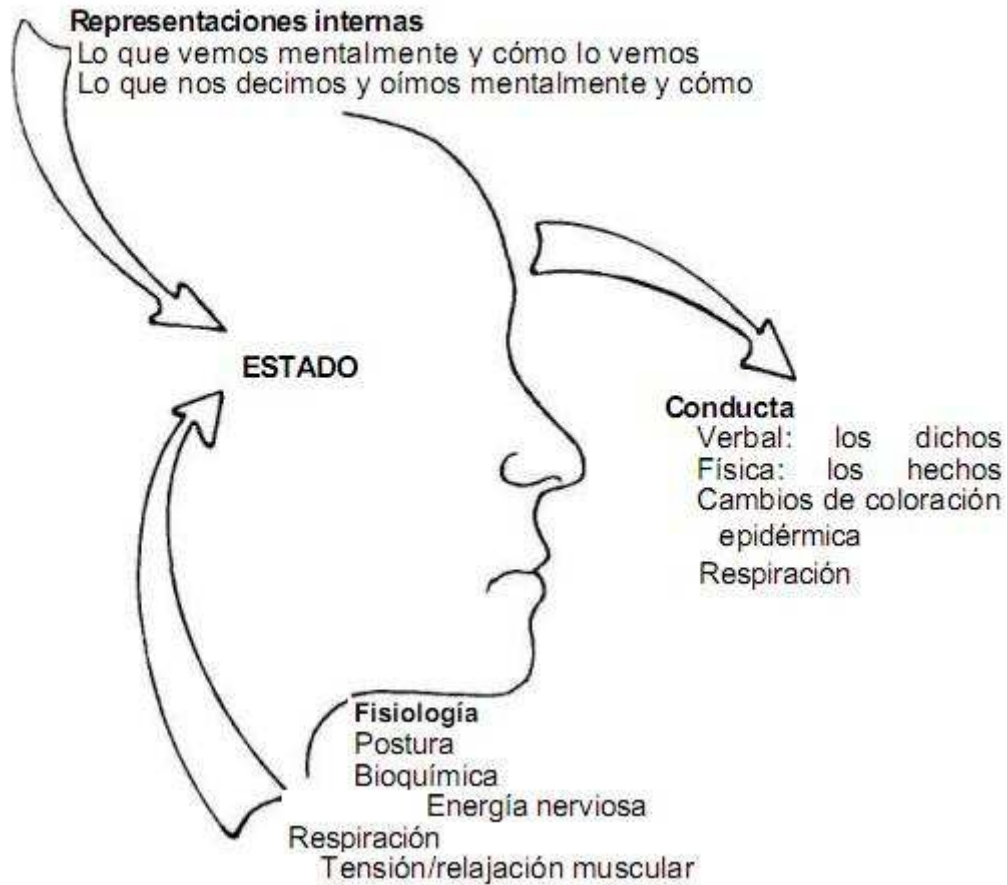 Representaciones internas
Lo que vemos mentalmente y cómo lo vemos
Lo que nos decimos y oímos mentalmente y cómo
ESTADO
Conducta
Verbal: los dichos
Física: los hechos
Cambios de coloración
epidérmica
Respiración
Fisiología
Postura
Bioquímica
Energía nerviosa
Respiración
Tensión/relajación muscular